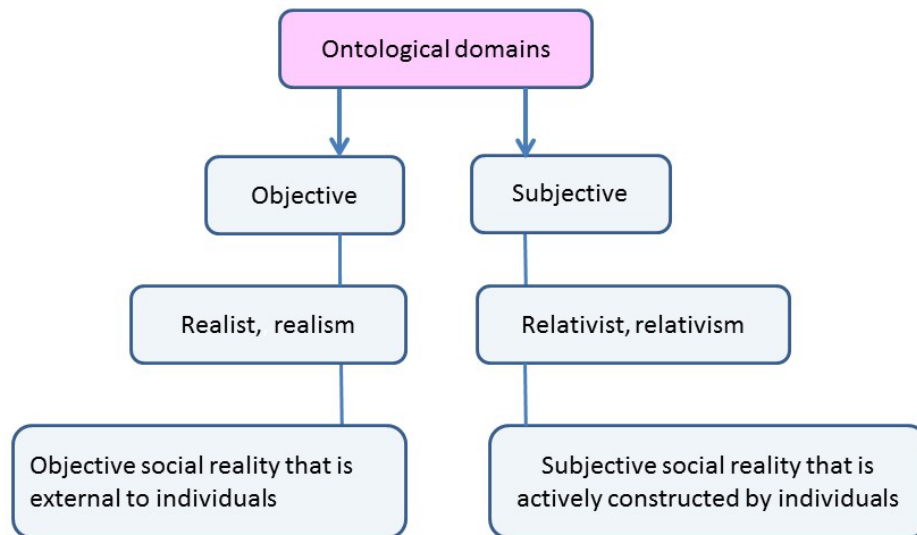 Ontological domains
Objective
Subjective
Realist, realism
Relativist, relativism
Objective social reality that is
external to individuals
Subjective social reality that is
actively constructed by individuals